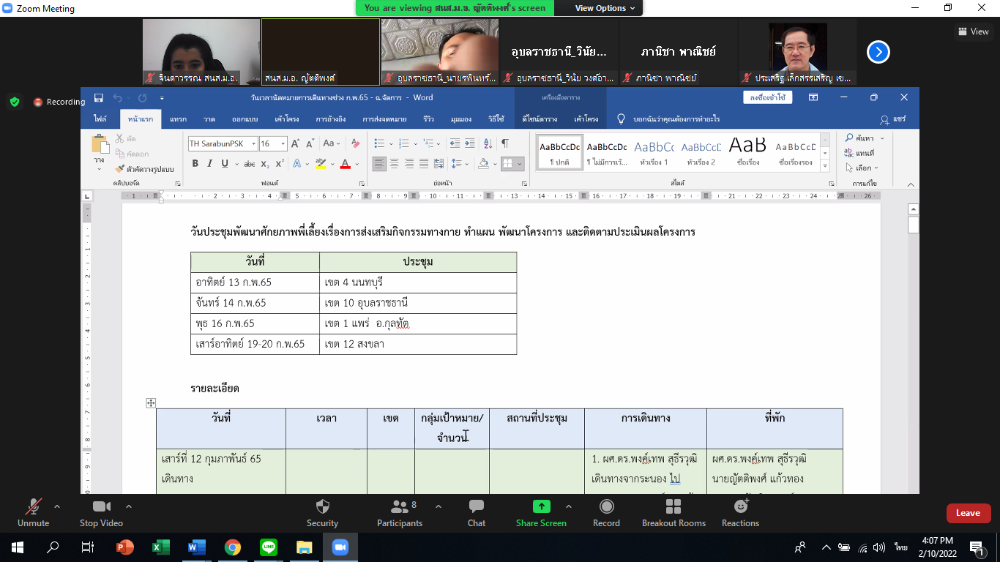 Zoom Meeting
You are viewing สนส.ม.อ. ญัตติพงศ์'s screen
View Options
View
จินดาวรรณ สนส.ม.อ.
สนส.ม.อ. ญัตติพงศ์
อุบลราชธานี_นายรพินทร์...
อุบลราชธานี_วินัย...
อุบลราชธานี_วินัย วงศ์อา...
ภานิชา พาณิชย์
ภานิชา พาณิชย์
ประเสริฐ เล็กสรรเสริญ เข...
Recording
วันเวลานัดหมายการเดินทางช่วง ก.พ.65 - ฉ.จัดการ - Word
เครื่องมือตาราง
ลงชื่อเข้าใช้
ไฟล์ หน้าแรก แทรก วาด ออกแบบ เค้าโครง การอ้างอิง การส่งจดหมาย รีวิว มุมมอง วิธีใช้ ดีไซน์ตาราง เค้าโครง บอกฉันว่าคุณต้องการทำอะไร แชร์
วาง
ตัด
คัดลอก
ตัวคัดวางรูปแบบ
คลิปบอร์ด
TH SarabunPSK 16
B I U abc X₂ X²
ฟอนต์
ย่อหน้า
AaBbCcDc AaBbCcDc AaBbCc AaBbCcD AaB AaBbCcD
¶ ปกติ ¶ ไม่มีการเว้... หัวเรื่อง 1 หัวเรื่อง 2 ชื่อเรื่อง ชื่อเรื่องรอง
สไตล์
ค้นหา
แทนที่
เลือก
การแก้ไข
วันประชุมพัฒนาศักยภาพพี่เลี้ยงเรื่องการส่งเสริมกิจกรรมทางกาย ทำแผน พัฒนาโครงการ และติดตามประเมินผลโครงการ
วันที่ ประชุม
อาทิตย์ 13 ก.พ.65 เขต 4 นนทบุรี
จันทร์ 14 ก.พ.65 เขต 10 อุบลราชธานี
พุธ 16 ก.พ.65 เขต 1 แพร่ อ.กุลทัต
เสาร์อาทิตย์ 19-20 ก.พ.65 เขต 12 สงขลา
รายละเอียด
วันที่ เวลา เขต กลุ่มเป้าหมาย/ สถานที่ประชุม การเดินทาง ที่พัก
จำนวน
เสาร์ที่ 12 กุมภาพันธ์ 65 1. ผศ.ดร.พงค์เทพ สุธีรวุฒิ ผศ.ดร.พงค์เทพ สุธีรวุฒิ
เดินทาง เดินทางจากระนอง ไป นายญัตติพงศ์ แก้วทอง
Unmute
Stop Video
Security
Participants 8
Chat
Share Screen
Record
Breakout Rooms
Reactions
Leave
ไทย
4:07 PM
2/10/2022
1